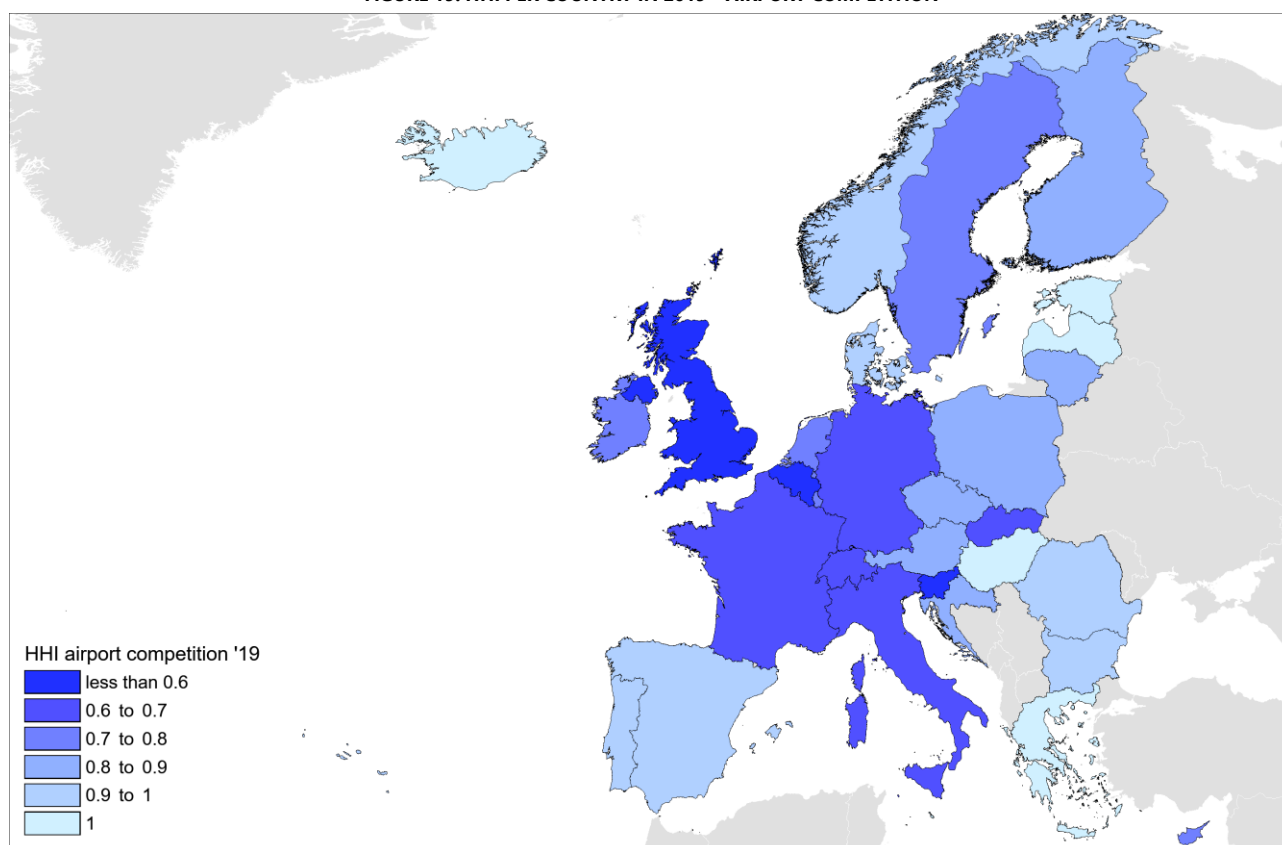 HHI airport competition '19
less than 0.6
0.6 to 0.7
0.7 to 0.8
0.8 to 0.9
0.9 to 1
1